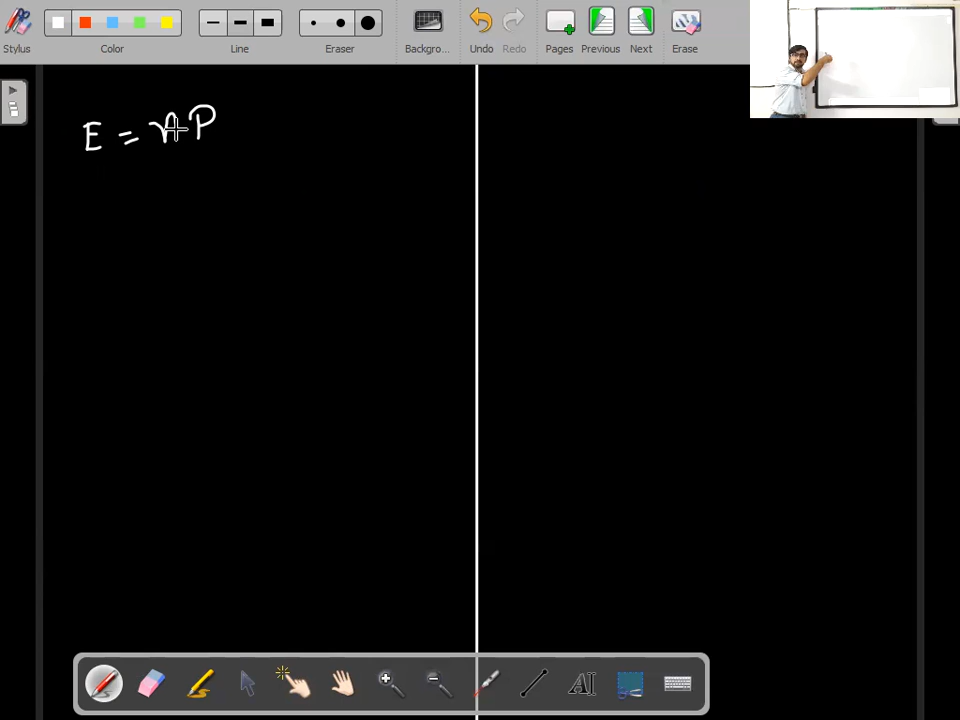 Stylus
Color
Line
Eraser
Backgro...
Undo
Redo
Pages
Previous
Next
Erase
E = P